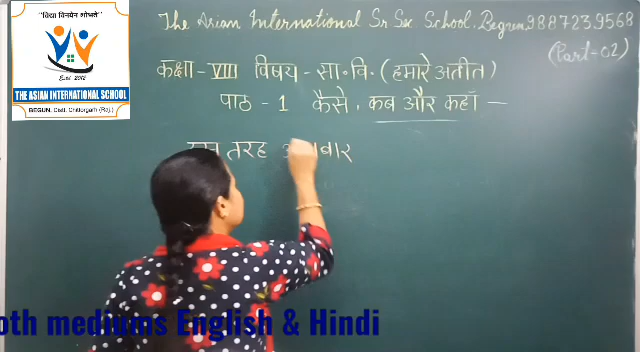 "विद्या विनयेन शोभते"
Estd. 2012
THE ASIAN INTERNATIONAL SCHOOL
BEGUN, Distt. Chittorgarh (Raj.)
The Asian International Sr Sec School. Begun, 9887239568
(Part-02)
कक्षा - VIII विषय - सा. वि. (हमारे अतीत)
पाठ - 1 कैसे, कब और कहाँ —
तरह
oth mediums English & Hindi